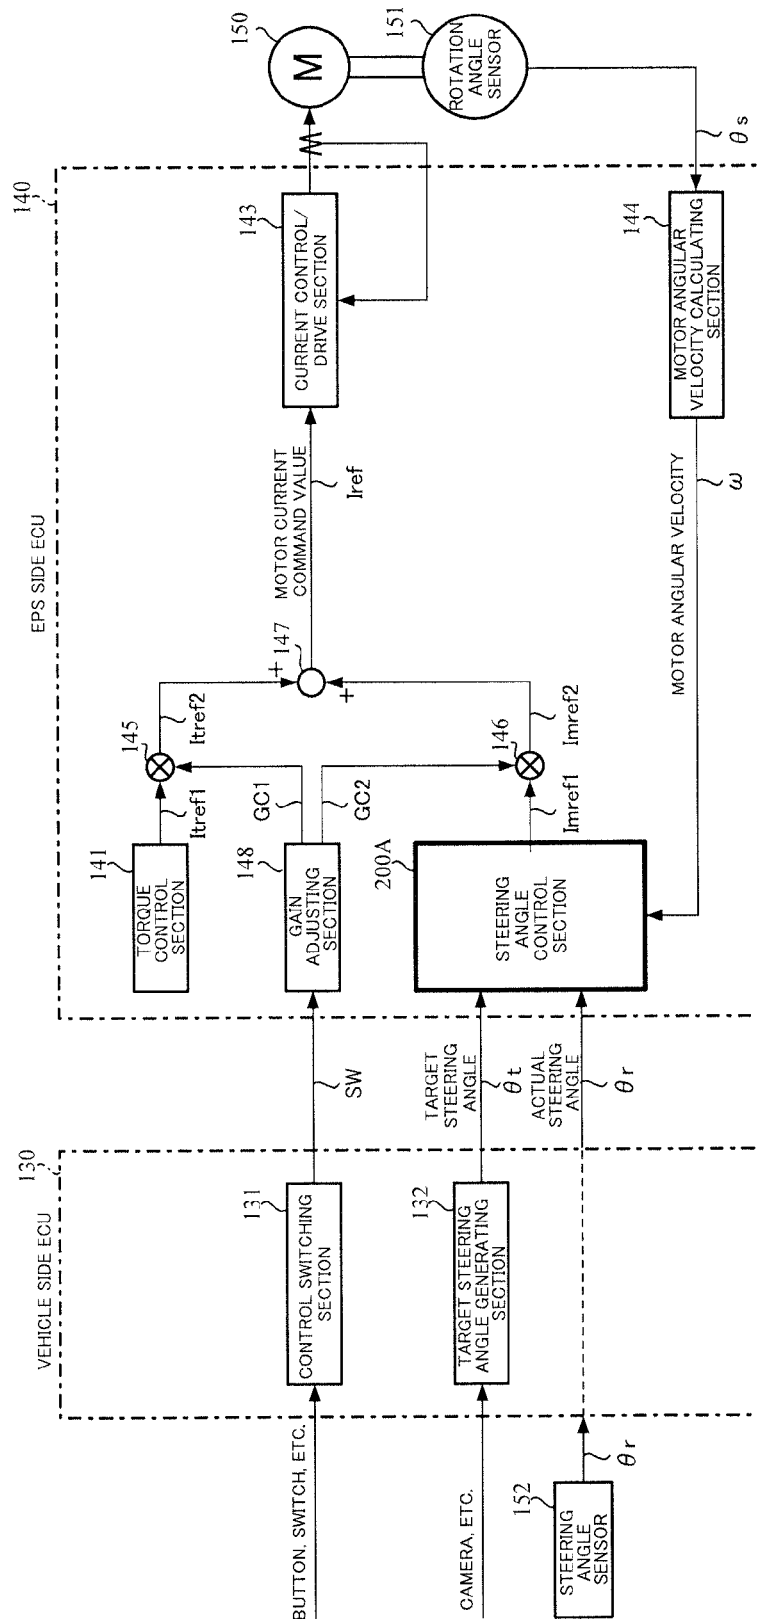 BUTTON, SWITCH, ETC.
CAMERA, ETC.
152
STEERING
ANGLE
SENSOR
θr
VEHICLE SIDE ECU
130
131
CONTROL SWITCHING
SECTION
132
TARGET STEERING
ANGLE GENERATING
SECTION
SW
TARGET
STEERING
ANGLE
θt
ACTUAL
STEERING
ANGLE
θr
EPS SIDE ECU
140
141
TORQUE
CONTROL
SECTION
148
GAIN
ADJUSTING
SECTION
200A
STEERING
ANGLE
CONTROL
SECTION
Itref1
145
Itref2
GC1
GC2
Imref1
146
Imref2
+
+
147
MOTOR CURRENT
COMMAND VALUE
Iref
143
CURRENT CONTROL/
DRIVE SECTION
MOTOR ANGULAR VELOCITY
ω
144
MOTOR ANGULAR
VELOCITY CALCULATING
SECTION
θs
150
M
151
ROTATION
ANGLE
SENSOR